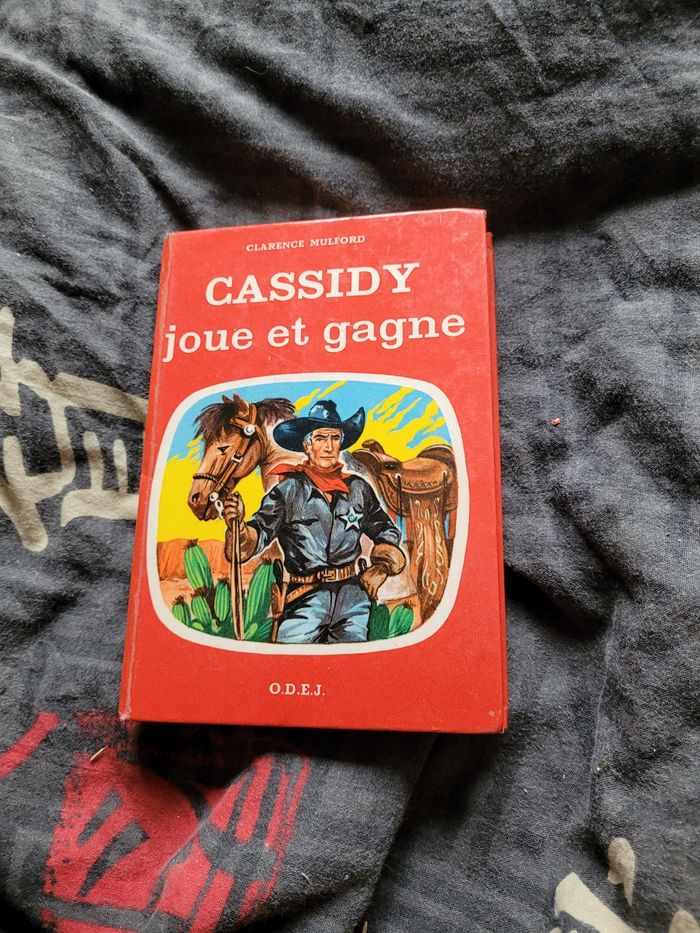 CLARENCE MULFORD
CASSIDY
joue et gagne
O.D.E.J.